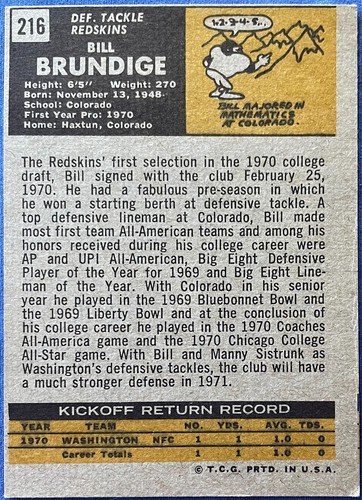 216
DEF. TACKLE
REDSKINS
BILL
BRUNDIGE
Height: 6'5" Weight: 270
Born: November 13, 1948
School: Colorado
First Year Pro: 1970
Home: Haxtun, Colorado
1-2-3-4-5...
BILL MAJORED IN
MATHEMATICS
AT COLORADO.
The Redskins' first selection in the 1970 college
draft, Bill signed with the club February 25,
1970. He had a fabulous pre-season in which
he won a starting berth at defensive tackle. A
top defensive lineman at Colorado, Bill made
most first team All-American teams and among
his honors received during his college career were
AP and UPI All-American, Big Eight Defensive
Player of the Year for 1969 and Big Eight Line-
man of the Year. With Colorado in his senior
year he played in the 1969 Bluebonnet Bowl and
the 1969 Liberty Bowl and at the conclusion of
his college career he played in the 1970 Coaches
All-America game and the 1970 Chicago College
All-Star game. With Bill and Manny Sistrunk as
Washington's defensive tackles, the club will have
a much stronger defense in 1971.
KICKOFF RETURN RECORD
YEAR TEAM NO. YDS. AVG. TDS.
1970 WASHINGTON NFC 1 1 1.0 0
Career Totals 1 1 1.0 0
© T.C.G. PRTD. IN U.S.A.